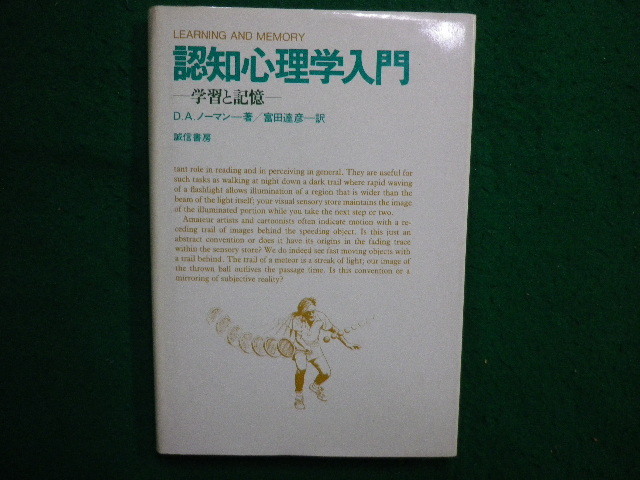 LEARNING AND MEMORY
認知心理学入門
—学習と記憶—
D.A.ノーマン—著／富田達彦—訳
誠信書房
tant role in reading and in perceiving in general. They are useful for
such tasks as walking at night down a dark trail where rapid waving
of a flashlight allows illumination of a region that is wider than the
beam of the light itself; your visual sensory store maintains the image
of the illuminated portion while you take the next step or two.
Amateur artists and cartoonists often indicate motion with a re-
ceding trail of images behind the speeding object. Is this just an
abstract convention or does it have its origins in the fading trace
within the sensory store? We do indeed see fast moving objects with
a trail behind. The trail of a meteor is a streak of light; our image of
the thrown ball outlives the passage time. Is this convention or a
mirroring of subjective reality?